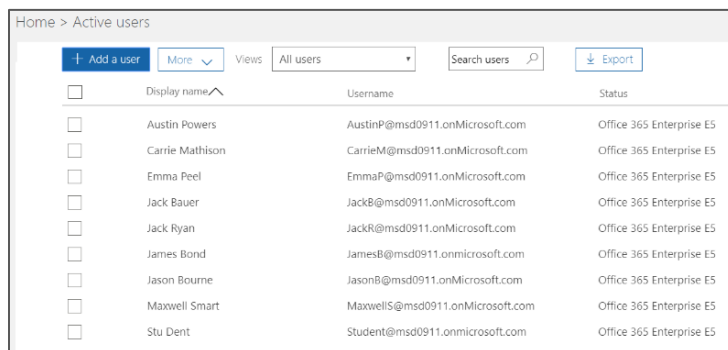 Home > Active users
+ Add a user More Views All users Search users Export
Display name Username Status
Austin Powers AustinP@msd0911.onMicrosoft.com Office 365 Enterprise E5
Carrie Mathison CarrieM@msd0911.onMicrosoft.com Office 365 Enterprise E5
Emma Peel EmmaP@msd0911.onMicrosoft.com Office 365 Enterprise E5
Jack Bauer JackB@msd0911.onMicrosoft.com Office 365 Enterprise E5
Jack Ryan JackR@msd0911.onMicrosoft.com Office 365 Enterprise E5
James Bond JamesB@msd0911.onmicrosoft.com Office 365 Enterprise E5
Jason Bourne JasonB@msd0911.onMicrosoft.com Office 365 Enterprise E5
Maxwell Smart MaxwellS@msd0911.onMicrosoft.com Office 365 Enterprise E5
Stu Dent Student@msd0911.onmicrosoft.com Office 365 Enterprise E5